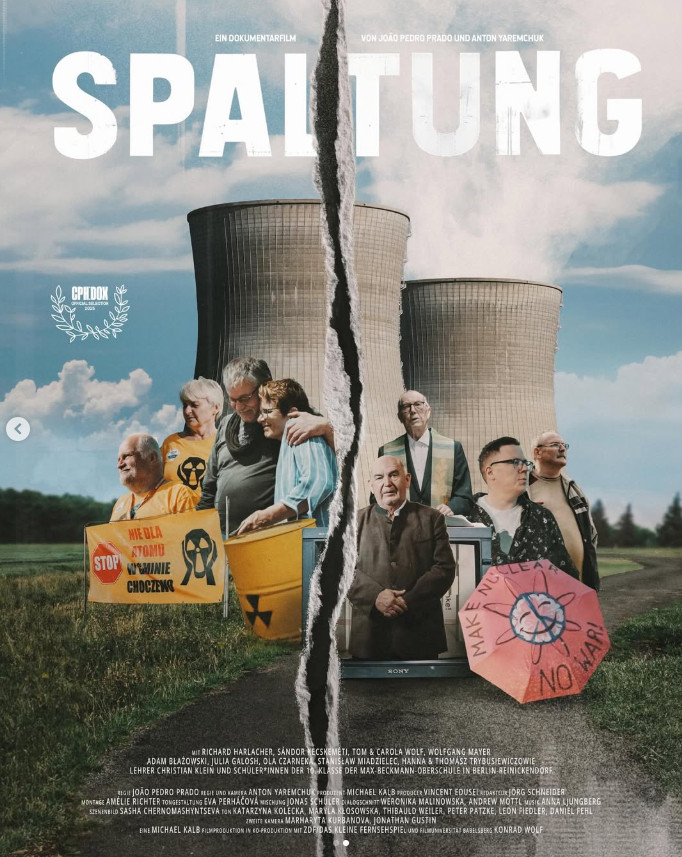 EIN DOKUMENTARFILM
VON JOÃO PEDRO PRADO UND ANTON YAREMCHUK
SPALTUNG
CPH:DOX
OFFICIAL SELECTION
2025
STOP
NIE DLA
ATOMU
W GMINIE
CHOCZEWO
MAKE NUCLEAR
NO WAR!
SONY
MIT RICHARD HARLACHER, SÁNDOR KECSKEMÉTI, TOM & CAROLA WOLF, WOLFGANG MAYER
ADAM BŁAŻOWSKI, JULIA GALOSH, OLA CZARNEKA, STANISŁAW MIADZIELEC, HANNA & THOMASZ TRYBUSIEWICZOWIE
LEHRER CHRISTIAN KLEIN UND SCHÜLER*INNEN DER 10. KLASSE DER MAX-BECKMANN-OBERSCHULE IN BERLIN-REINICKENDORF.
REGIE JOÃO PEDRO PRADO REGIE UND KAMERA ANTON YAREMCHUK PRODUZENT MICHAEL KALB PRODUCER VINCENT EDUSEI REDAKTEUR JÖRG SCHNEIDER
MONTAGE AMÉLIE RICHTER TONGESTALTUNG EVA PERHÁČOVÁ MISCHUNG JONAS SCHÜLER DIALOGSCHNITT WERONIKA MALINOWSKA, ANDREW MOTTL MUSIK ANNA LJUNGBERG
SZENENBILD SASHA CHERNOMASHYNTSEVA TON KATARZYNA KOLECKA, MARYLA KŁOSOWSKA, THIBAULD WEILER, PETER PATZKE, LEON FIEDLER, DANIEL PEHL
ZWEITE KAMERA MARHARYTA KURBANOVA, JONATHAN GUSTIN
EINE MICHAEL KALB FILMPRODUKTION IN KO-PRODUKTION MIT ZDF/DAS KLEINE FERNSEHSPIEL UND FILMUNIVERSITÄT BABELSBERG KONRAD WOLF